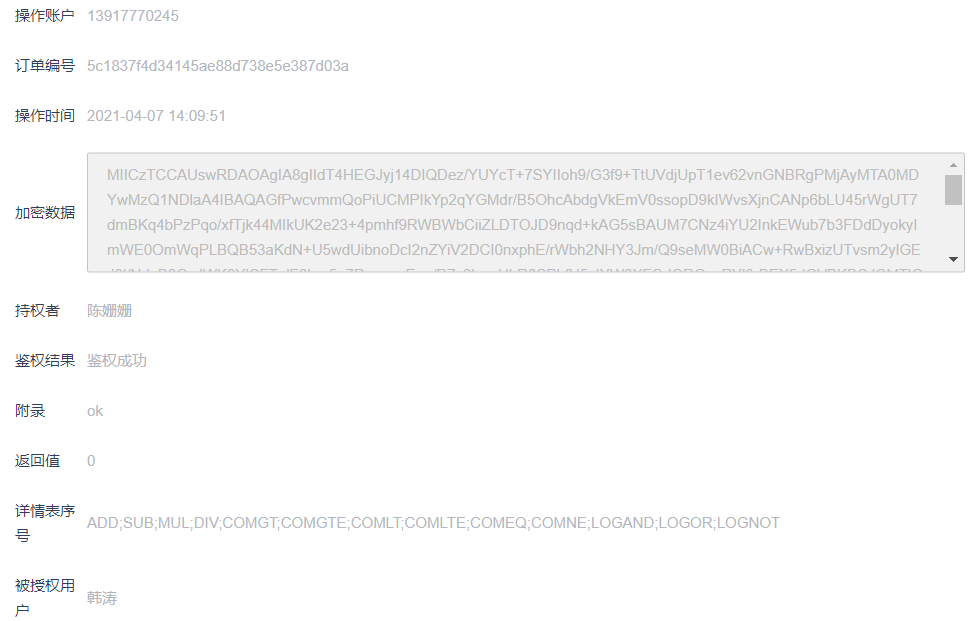 操作账户 13917770245
订单编号 5c1837f4d34145ae88d738e5e387d03a
操作时间 2021-04-07 14:09:51
加密数据
MIICzTCCAUswRDAOAgIA8gIIdT4HEGJyj14DIQDez/YUYcT+7SYIIoh9/G3f9+TtUVdjUpT1ev62vnGNBRgPMjAyMTA0MD
YwMzQ1NDlaA4IBAQAGfPwcvmmQoPiUCMPIkYp2qYGMdr/B5OhcAbdgVkEmV0ssopD9klWvsXjnCANp6bLU45rWgUT7
dmBKq4bPzPqo/xfTjk44MIkUK2e23+4pmhf9RWBWbCiiZLDTOJD9nqd+kAG5sBAUM7CNz4iYU2InkEWub7b3FDdDyokyl
mWE0OmWqPLBQB53aKdN+U5wdUibnoDcI2nZYiV2DCI0nxphE/rWbh2NHY3Jm/Q9seMW0BiACw+RwBxizUTvsm2yIGE
持权者 陈姗姗
鉴权结果 鉴权成功
附录 ok
返回值 0
详情表序
号
ADD;SUB;MUL;DIV;COMGT;COMGTE;COMLT;COMLTE;COMEQ;COMNE;LOGAND;LOGOR;LOGNOT
被授权用
户
韩涛